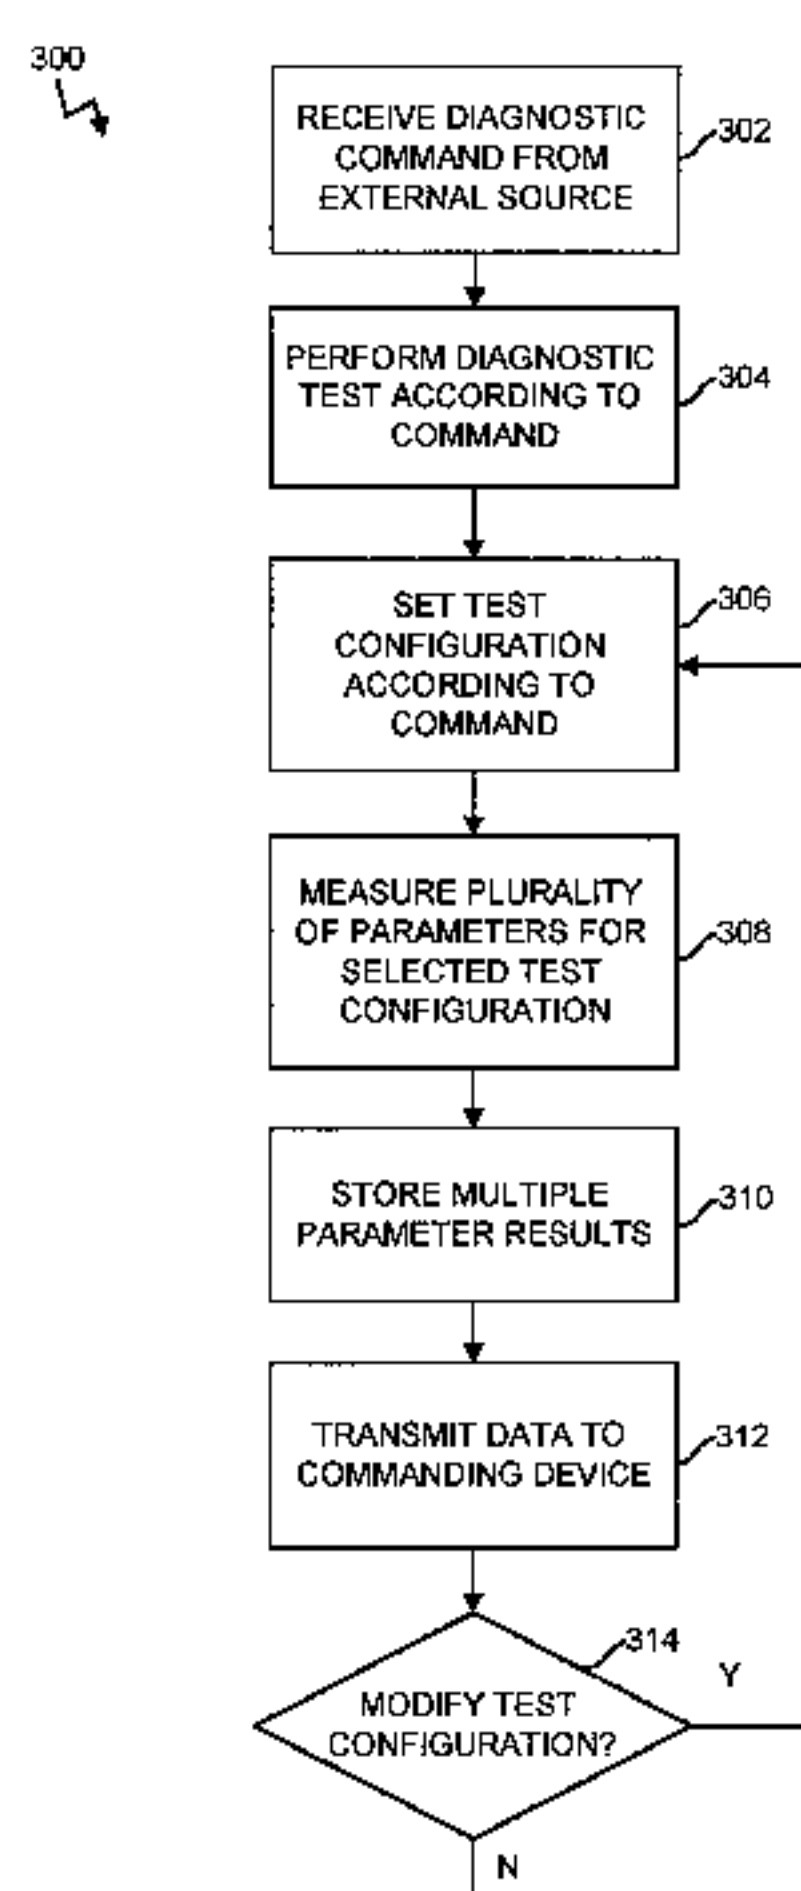 300
RECEIVE DIAGNOSTIC
COMMAND FROM
EXTERNAL SOURCE
302
PERFORM DIAGNOSTIC
TEST ACCORDING TO
COMMAND
304
SET TEST
CONFIGURATION
ACCORDING TO
COMMAND
306
MEASURE PLURALITY
OF PARAMETERS FOR
SELECTED TEST
CONFIGURATION
308
STORE MULTIPLE
PARAMETER RESULTS
310
TRANSMIT DATA TO
COMMANDING DEVICE
312
MODIFY TEST
CONFIGURATION?
314
Y
N